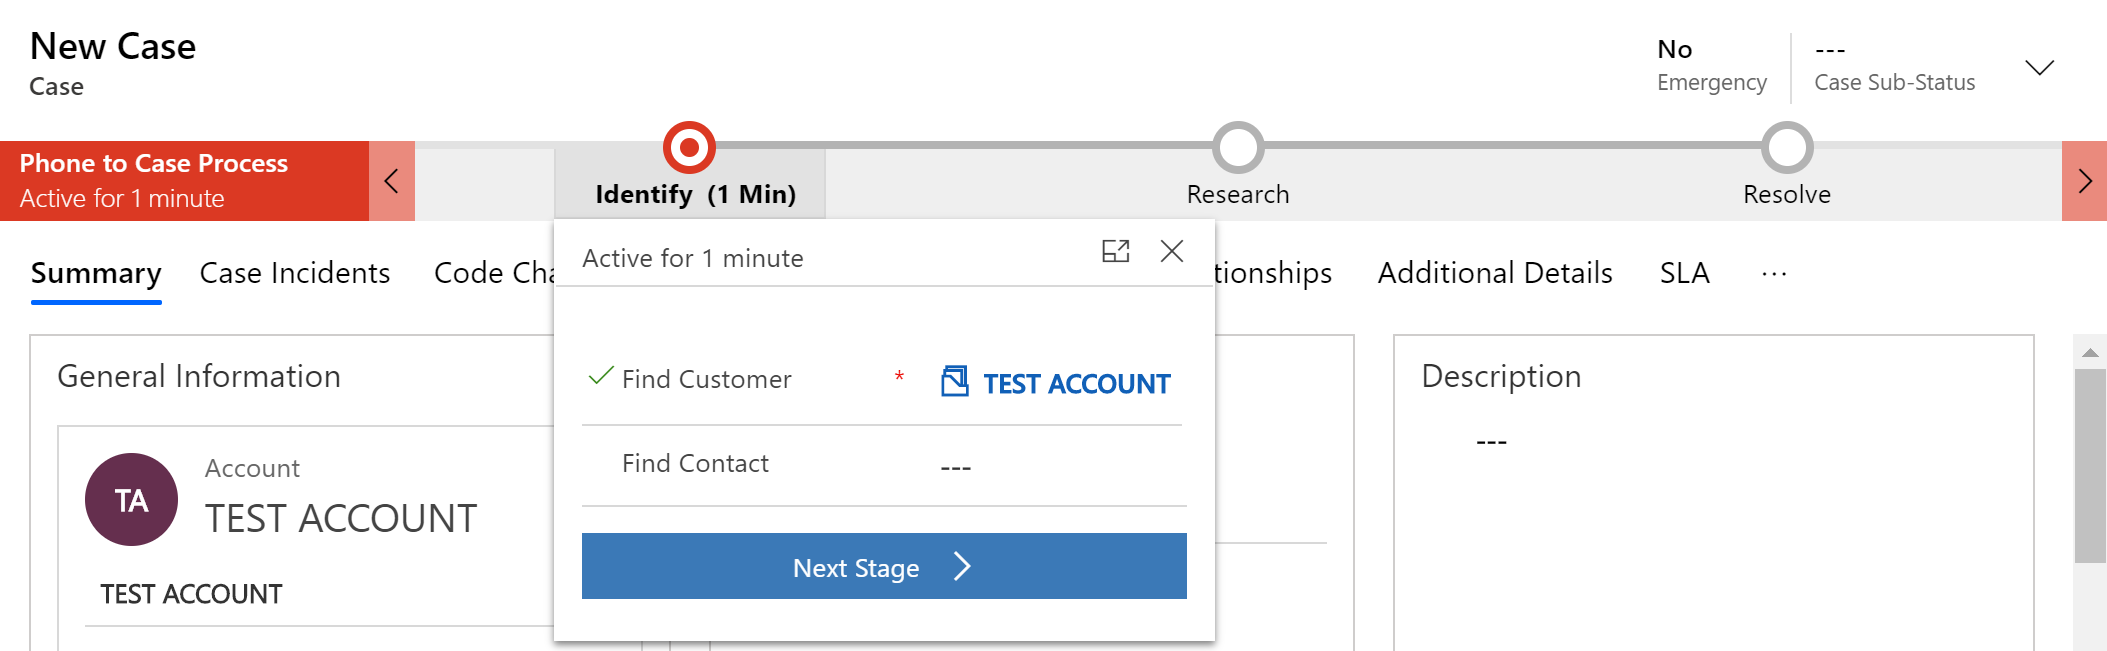 New Case
Case
No
Emergency
---
Case Sub-Status
Phone to Case Process
Active for 1 minute
Identify (1 Min)
Research
Resolve
Summary
Case Incidents
Code Cha
tionships
Additional Details
SLA
...
Active for 1 minute
Find Customer * TEST ACCOUNT
Find Contact ---
Next Stage
General Information
TA
Account
TEST ACCOUNT
TEST ACCOUNT
Description
---